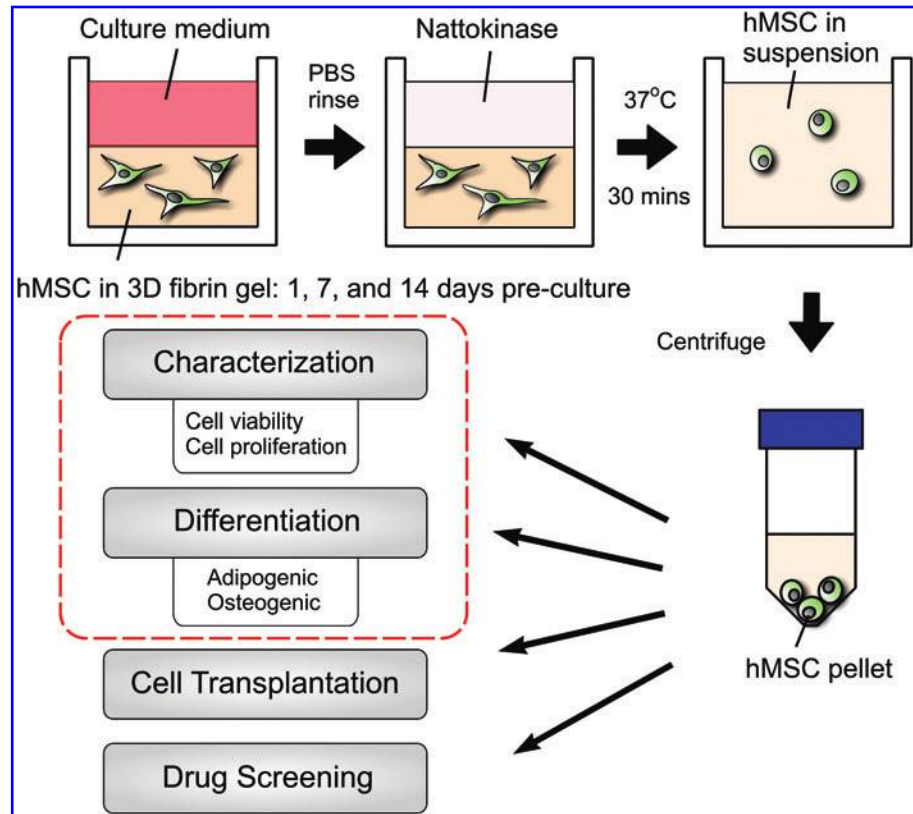 Culture medium
Nattokinase
hMSC in
suspension
PBS
rinse
37°C
30 mins
hMSC in 3D fibrin gel: 1, 7, and 14 days pre-culture
Centrifuge
Characterization
Cell viability
Cell proliferation
Differentiation
Adipogenic
Osteogenic
hMSC pellet
Cell Transplantation
Drug Screening